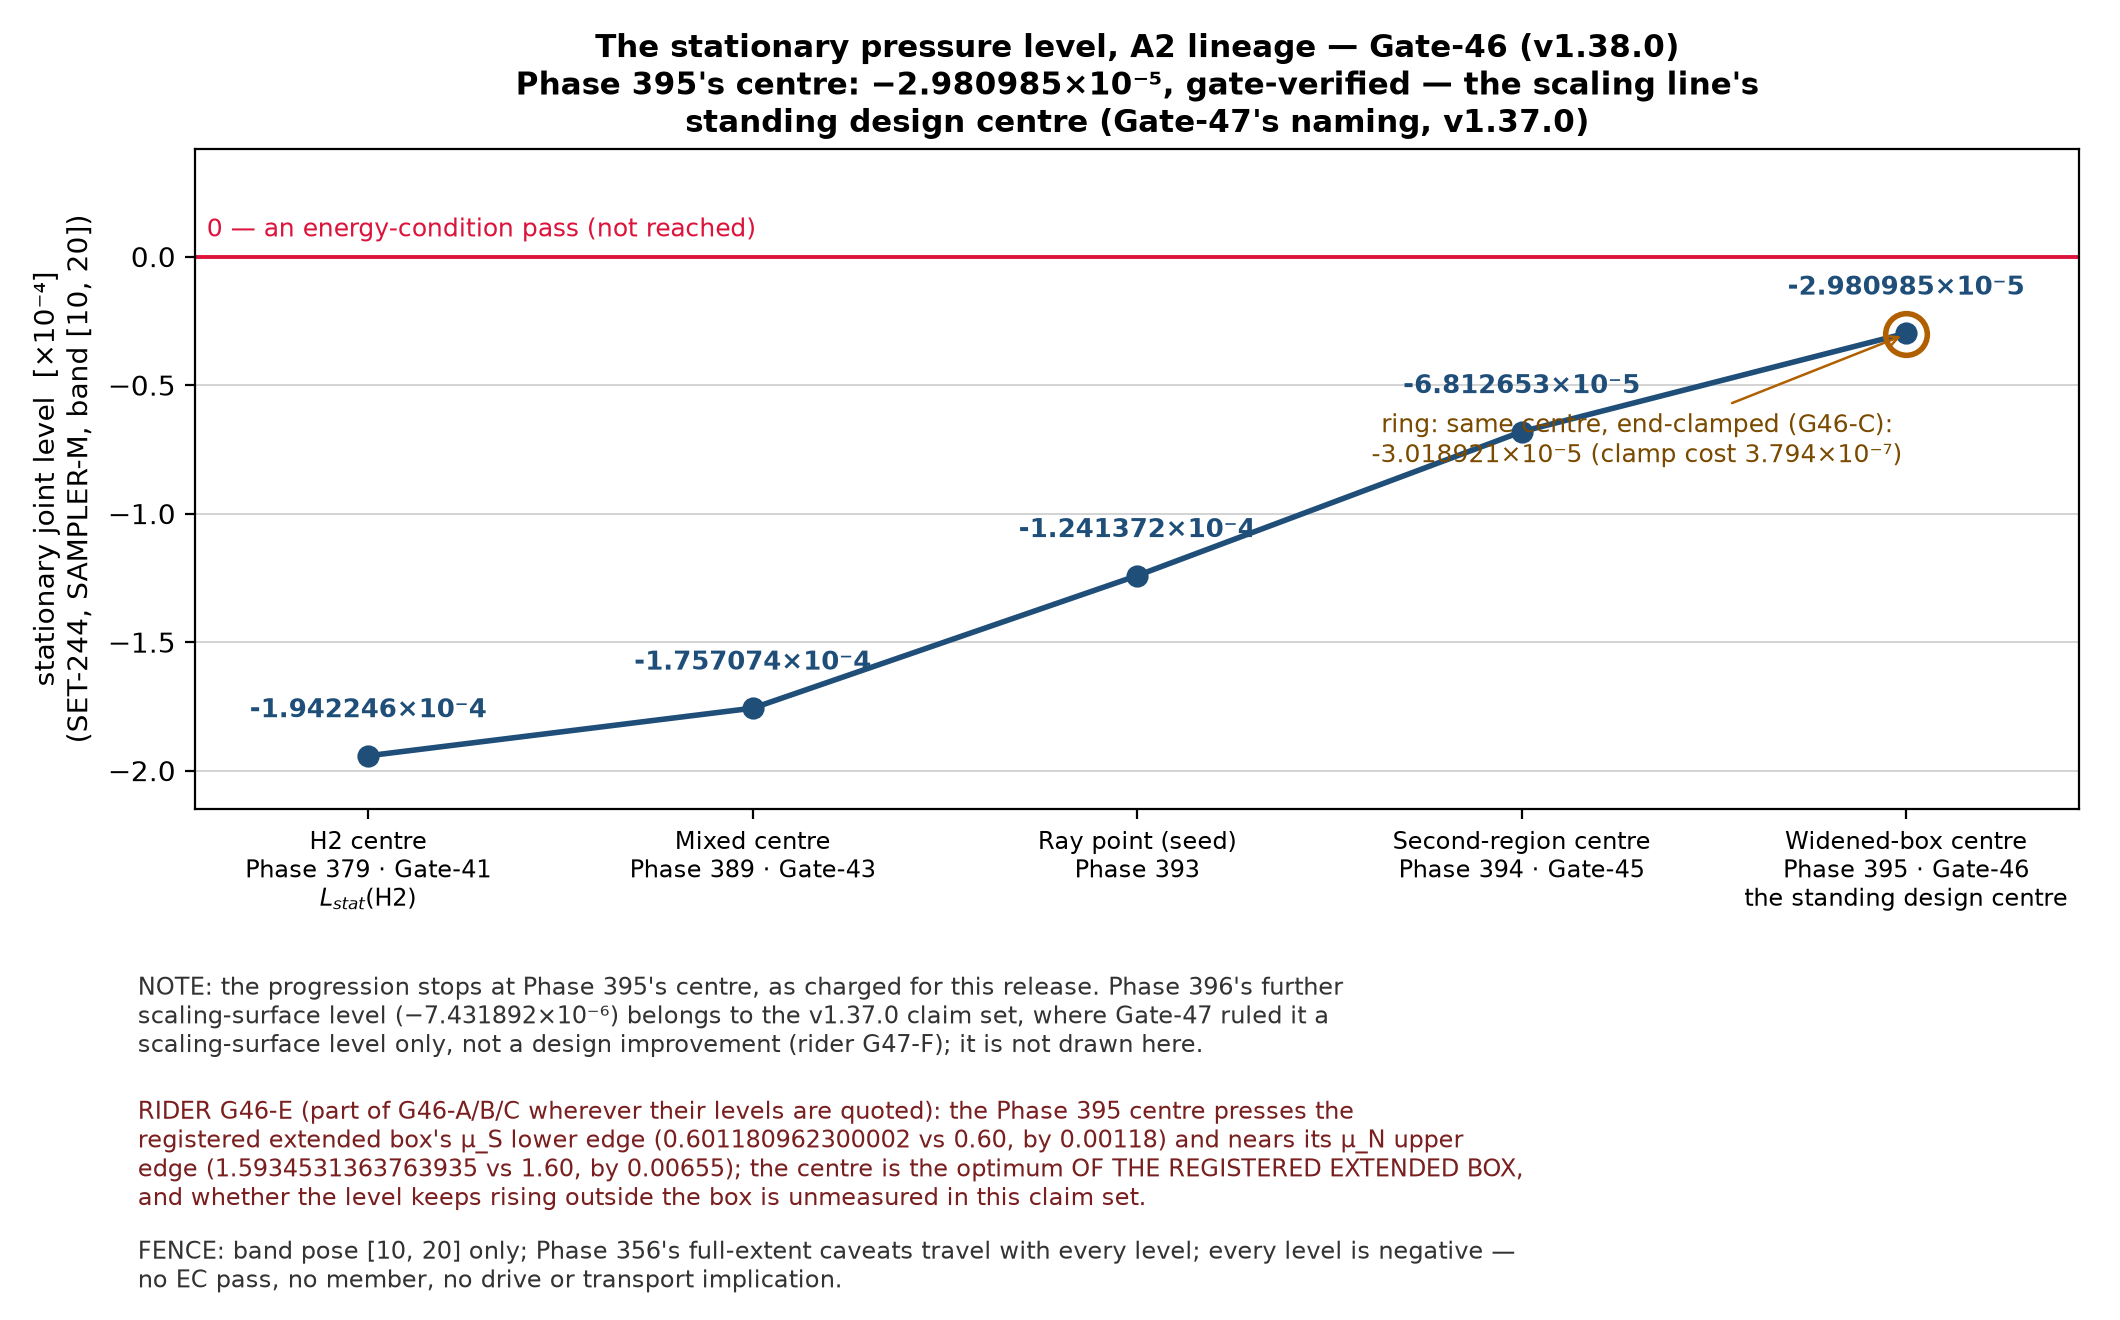 The stationary pressure level, A2 lineage — Gate-46 (v1.38.0)
Phase 395's centre: −2.980985×10⁻⁵, gate-verified — the scaling line's
standing design centre (Gate-47's naming, v1.37.0)
stationary joint level  [×10⁻⁴]
(SET-244, SAMPLER-M, band [10, 20])
0 — an energy-condition pass (not reached)
0.0
−0.5
−1.0
−1.5
−2.0
-2.980985×10⁻5
-6.812653×10⁻5
ring: same centre, end-clamped (G46-C):
-3.018921×10⁻5 (clamp cost 3.794×10⁻⁷)
-1.241372×10⁻4
-1.757074×10⁻4
-1.942246×10⁻4
H2 centre
Phase 379 · Gate-41
L_stat(H2)
Mixed centre
Phase 389 · Gate-43
Ray point (seed)
Phase 393
Second-region centre
Phase 394 · Gate-45
Widened-box centre
Phase 395 · Gate-46
the standing design centre
NOTE: the progression stops at Phase 395's centre, as charged for this release. Phase 396's further
scaling-surface level (−7.431892×10⁻⁶) belongs to the v1.37.0 claim set, where Gate-47 ruled it a
scaling-surface level only, not a design improvement (rider G47-F); it is not drawn here.
RIDER G46-E (part of G46-A/B/C wherever their levels are quoted): the Phase 395 centre presses the
registered extended box's µ_S lower edge (0.601180962300002 vs 0.60, by 0.00118) and nears its µ_N upper
edge (1.5934531363763935 vs 1.60, by 0.00655); the centre is the optimum OF THE REGISTERED EXTENDED BOX,
and whether the level keeps rising outside the box is unmeasured in this claim set.
FENCE: band pose [10, 20] only; Phase 356's full-extent caveats travel with every level; every level is negative —
no EC pass, no member, no drive or transport implication.